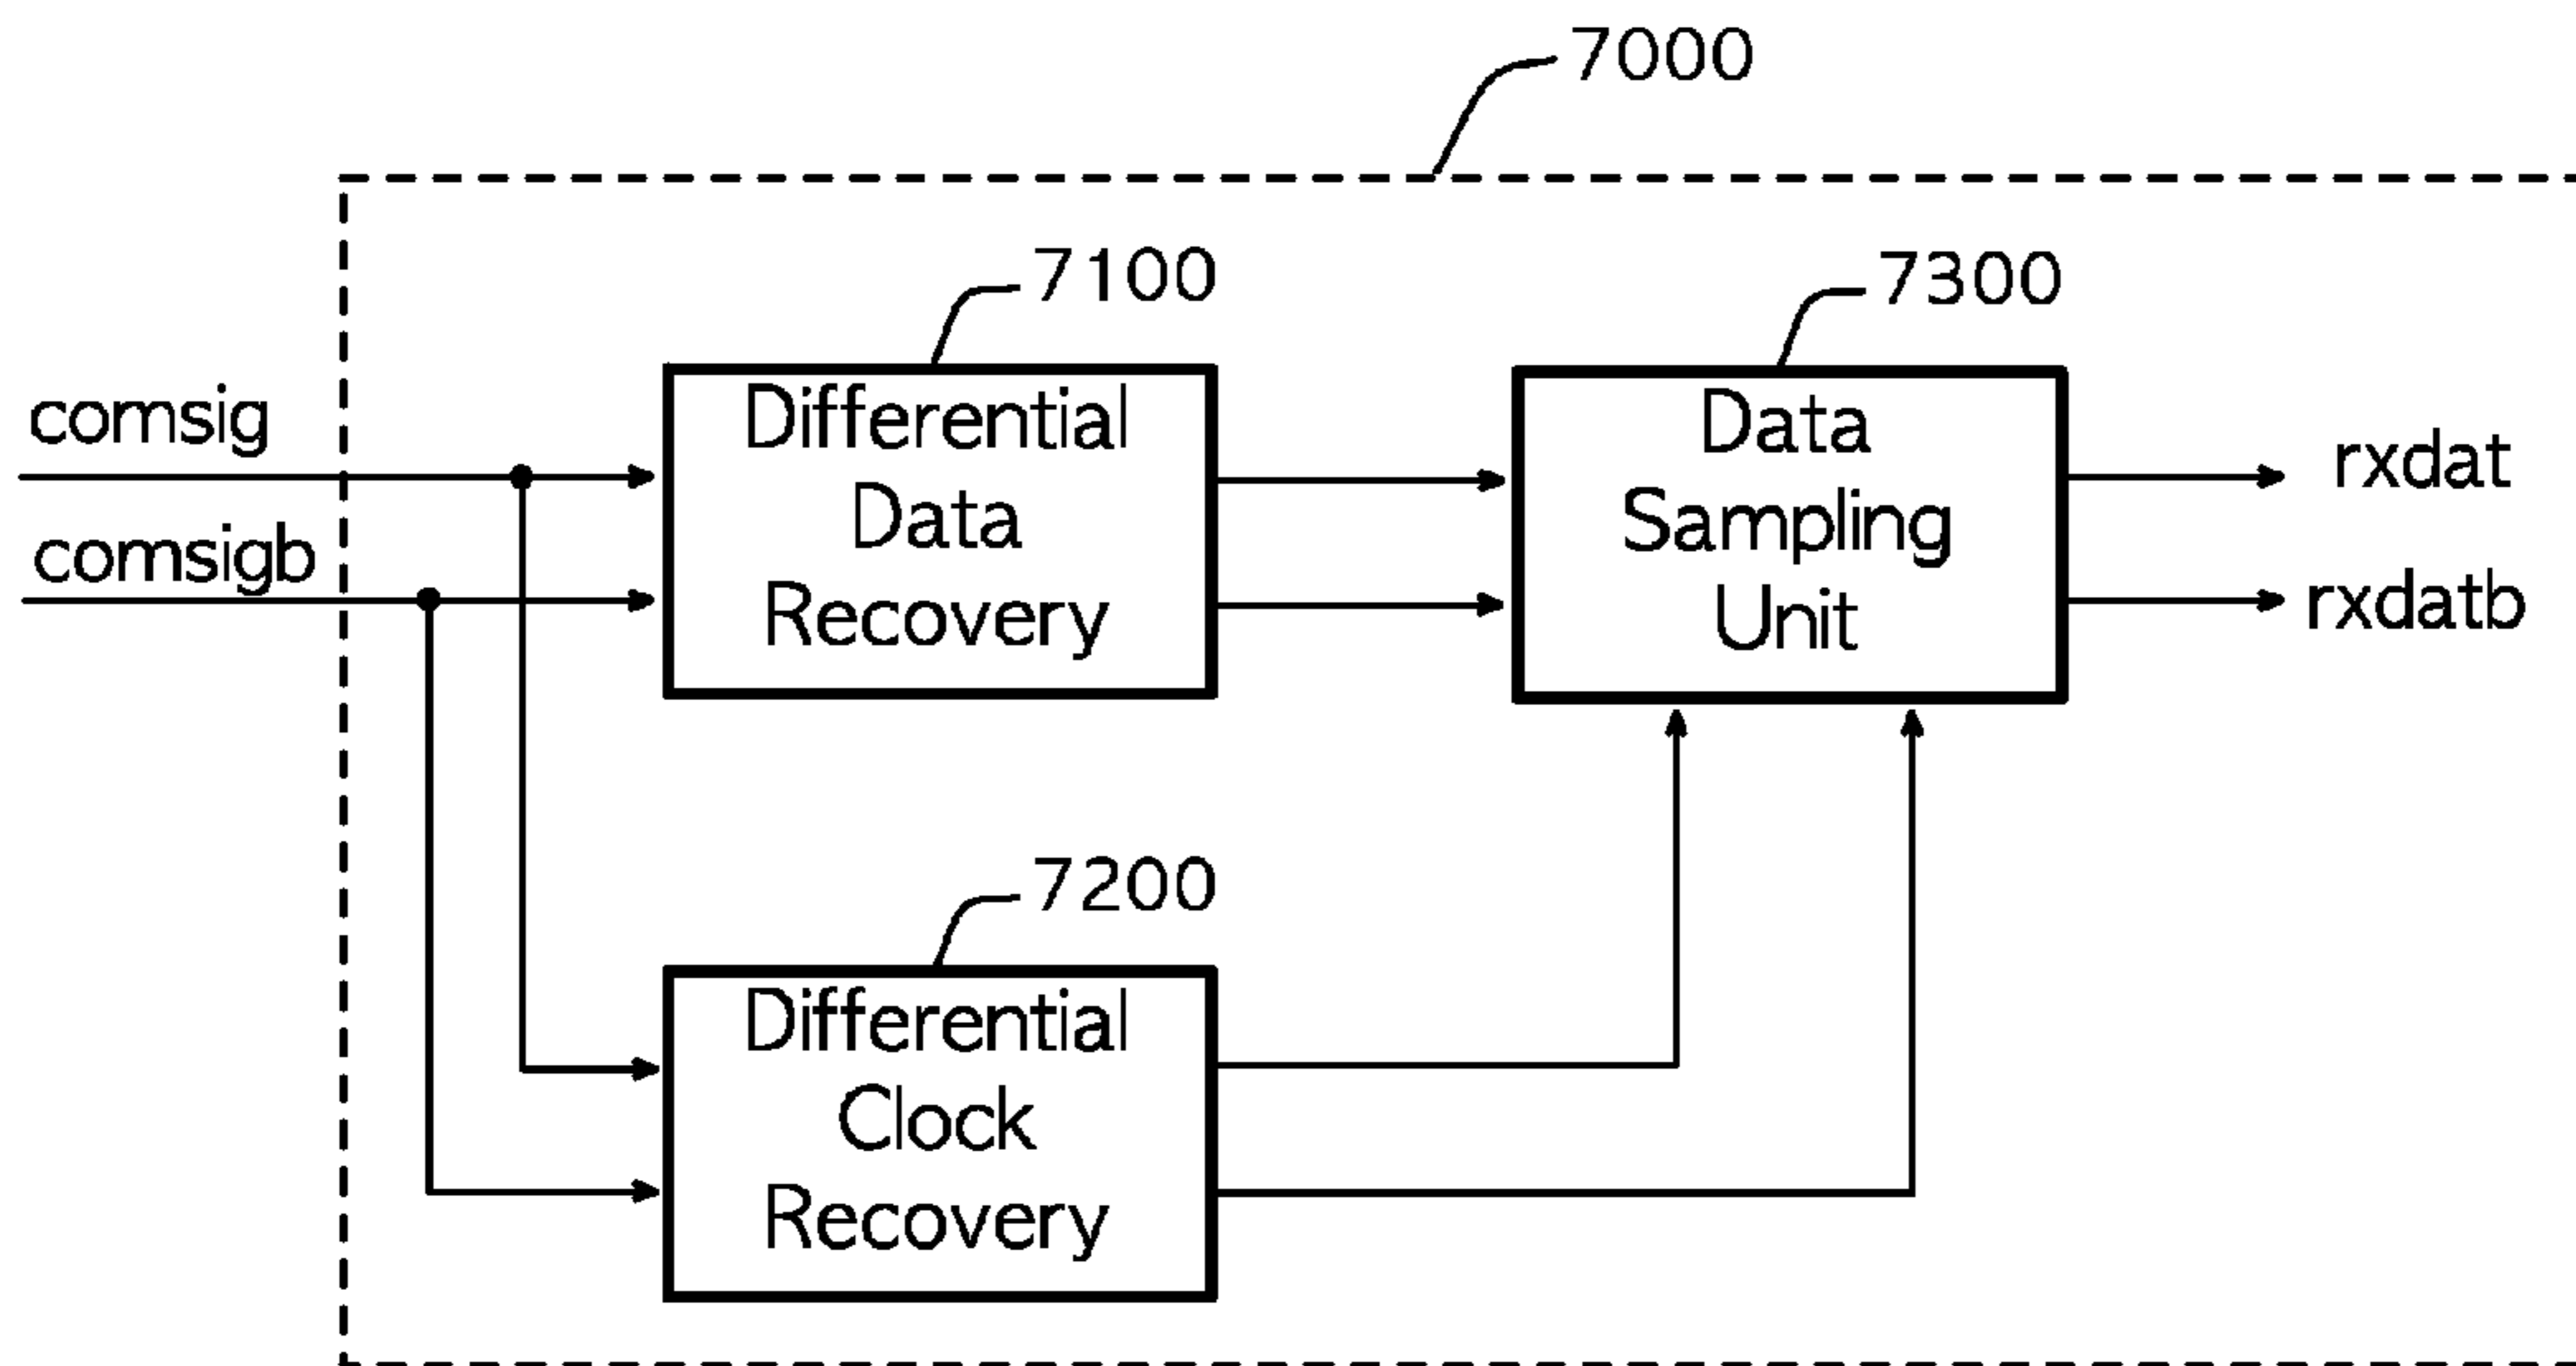 7000
7100
7300
comsig
comsigb
Differential
Data
Recovery
Data
Sampling
Unit
rxdat
rxdatb
7200
Differential
Clock
Recovery